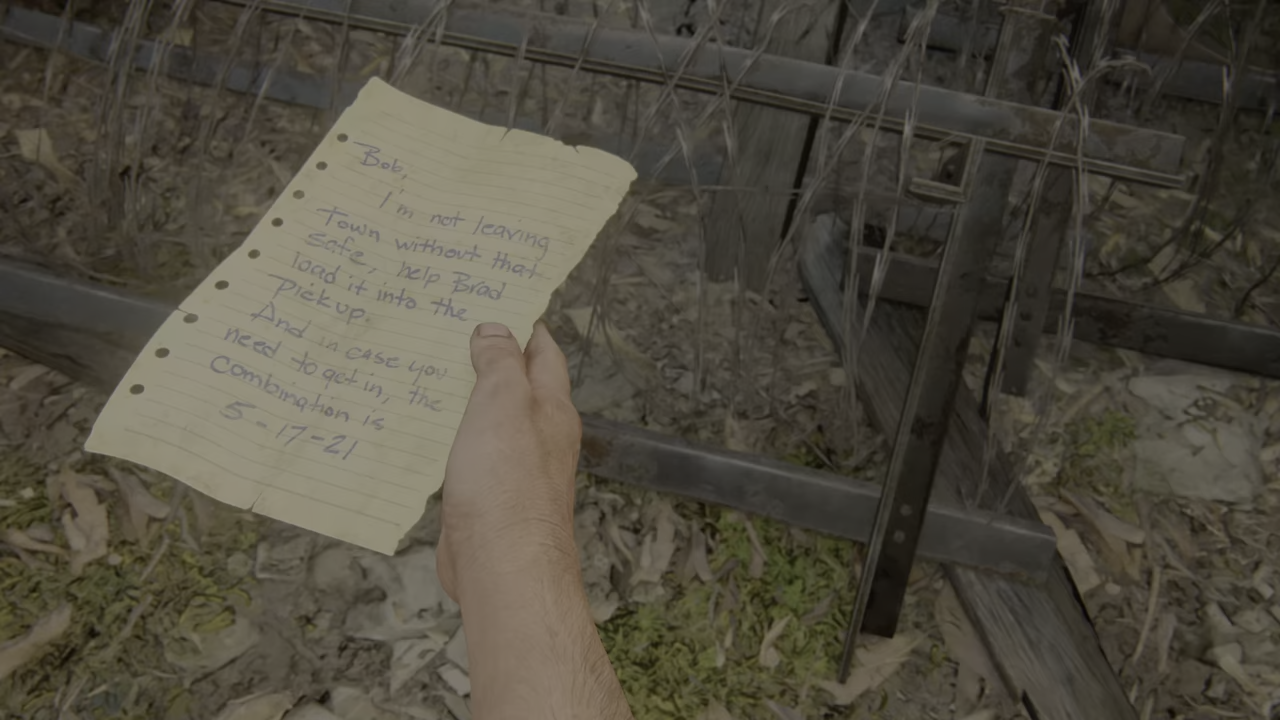 Bob,
I'm not leaving
Town without that
Safe, help Brad
load it into the
Pickup.
And in case you
need to get in, the
Combination is
5-17-21